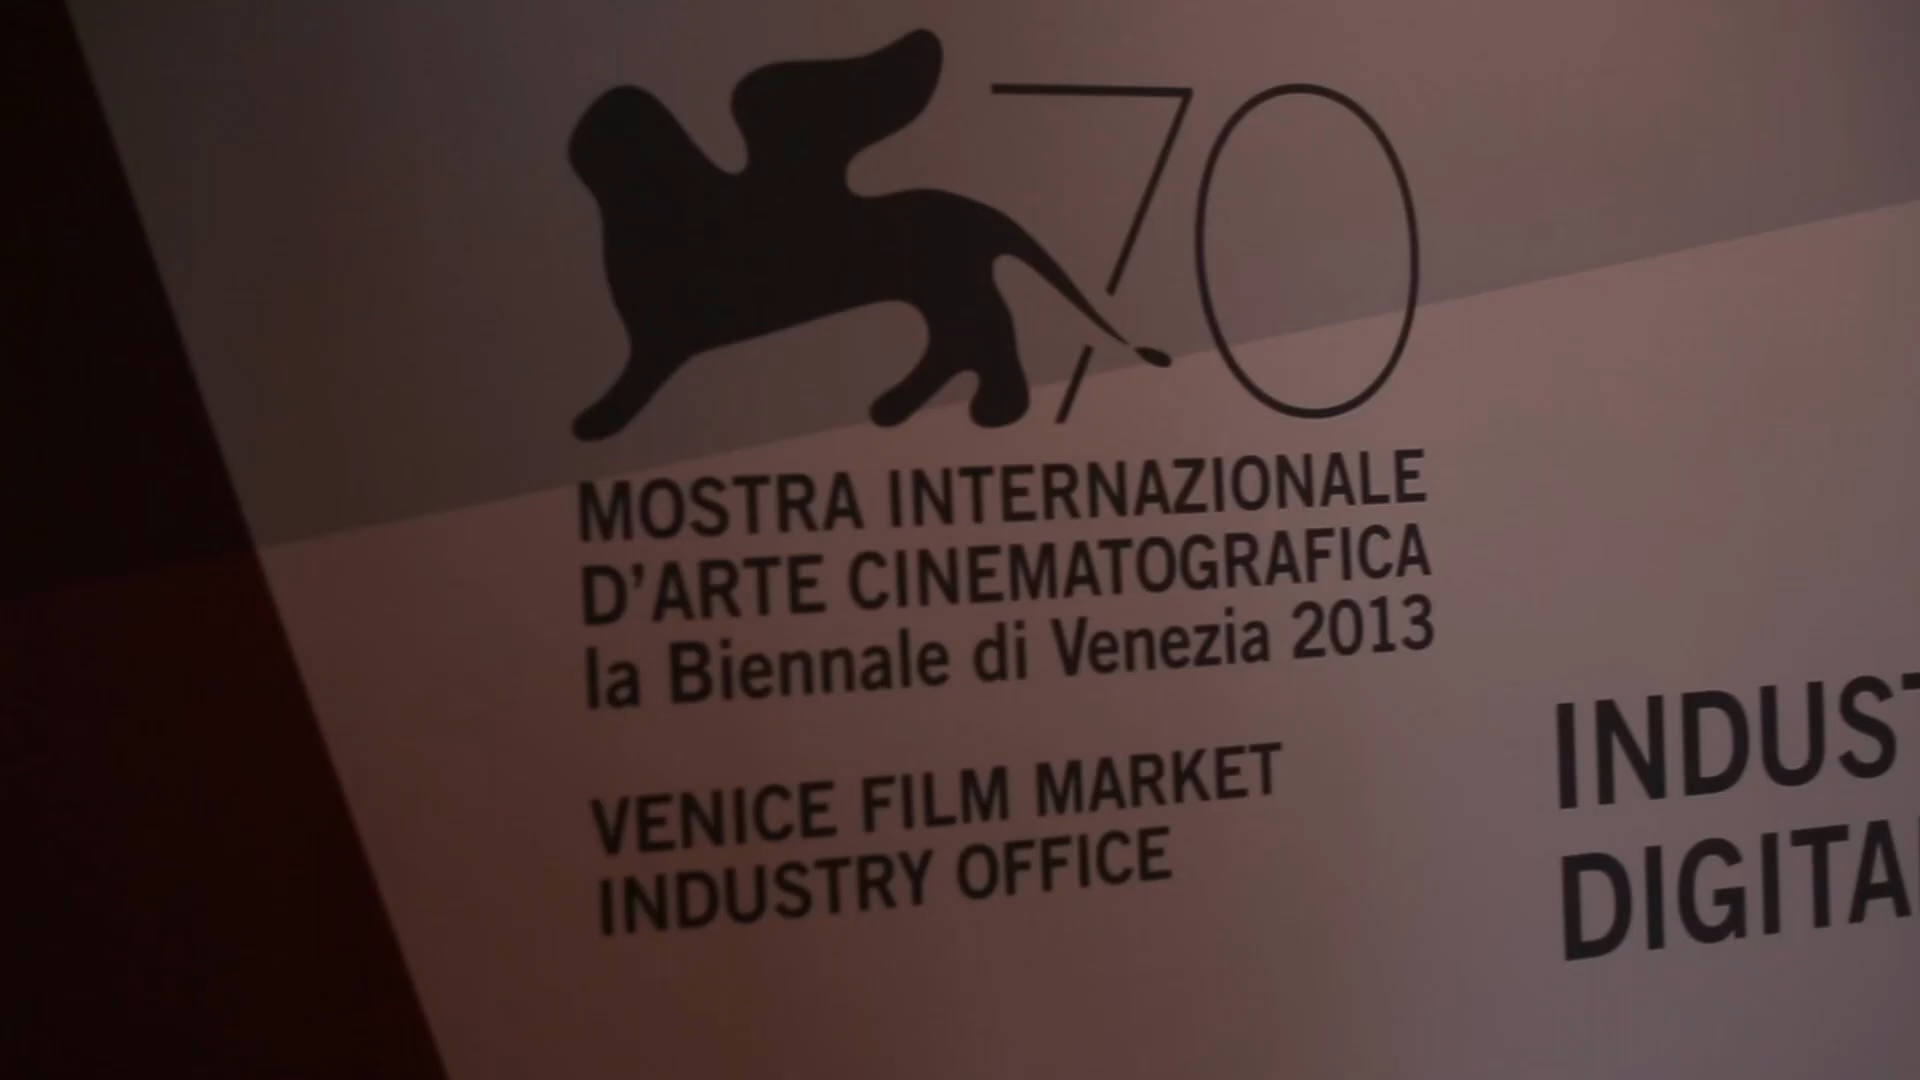 70
MOSTRA INTERNAZIONALE
D’ARTE CINEMATOGRAFICA
la Biennale di Venezia 2013
VENICE FILM MARKET
INDUSTRY OFFICE